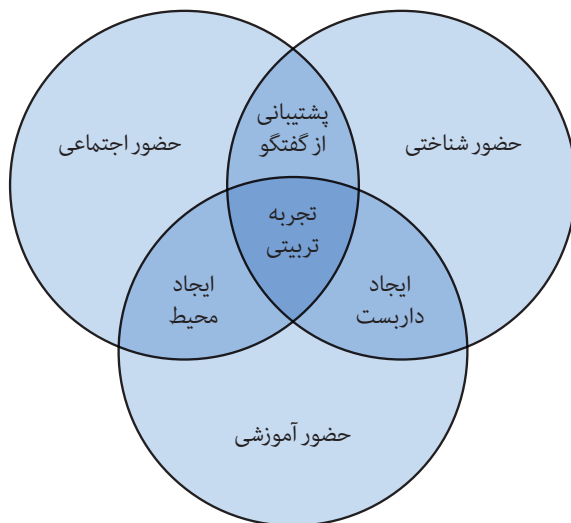 پشتیبانی
از گفتگو
حضور شناختی
حضور اجتماعی
تجربه
تربیتی
ایجاد
داربست
ایجاد
محیط
حضور آموزشی